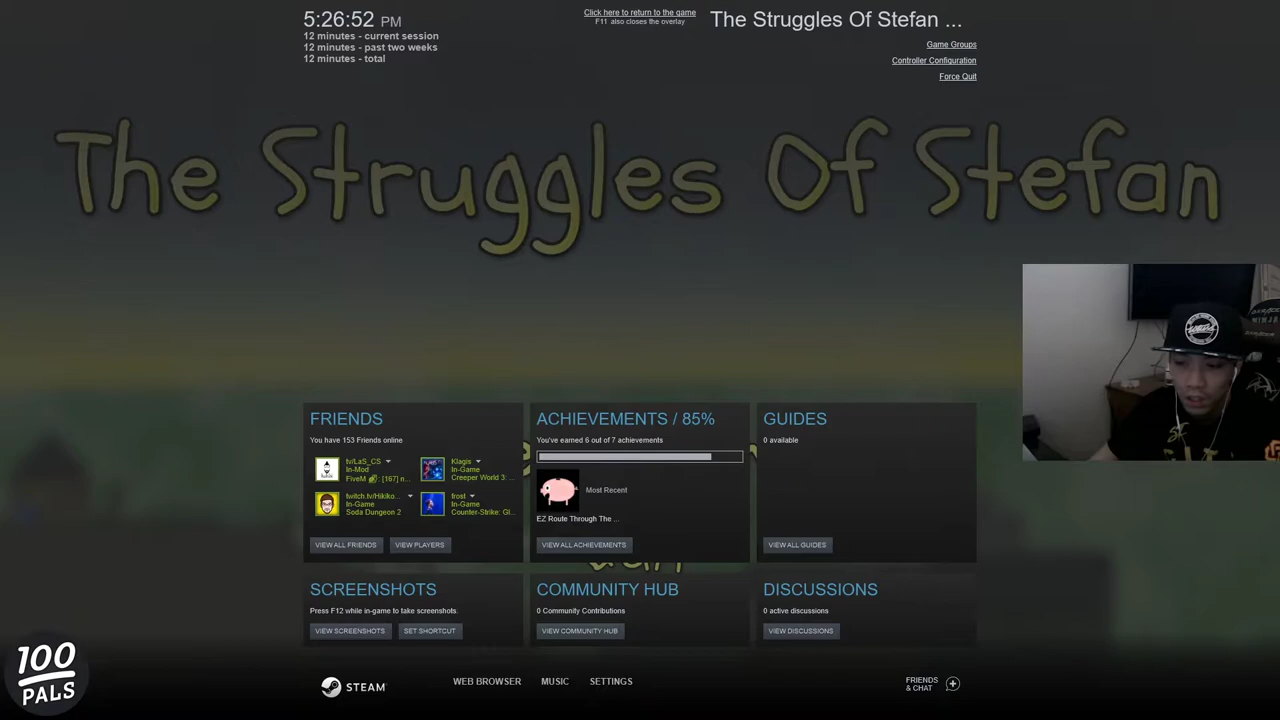 5:26:52 PM
12 minutes - current session
12 minutes - past two weeks
12 minutes - total
Click here to return to the game
F11 also closes the overlay
The Struggles Of Stefan ...
Game Groups
Controller Configuration
Force Quit
The Struggles Of Stefan
FRIENDS
You have 153 Friends online
tv/LaS_CS
In-Mod
FiveM : [167] n...
Klagis
In-Game
Creeper World 3: ...
twitch.tv/Hikiko...
In-Game
Soda Dungeon 2
frost
In-Game
Counter-Strike: Gl...
VIEW ALL FRIENDS
VIEW PLAYERS
ACHIEVEMENTS / 85%
You've earned 6 out of 7 achievements
Most Recent
EZ Route Through The ...
VIEW ALL ACHIEVEMENTS
GUIDES
0 available
VIEW ALL GUIDES
SCREENSHOTS
Press F12 while in-game to take screenshots.
VIEW SCREENSHOTS
SET SHORTCUT
COMMUNITY HUB
0 Community Contributions
VIEW COMMUNITY HUB
DISCUSSIONS
0 active discussions
VIEW DISCUSSIONS
100
PALS
STEAM
WEB BROWSER
MUSIC
SETTINGS
FRIENDS
& CHAT